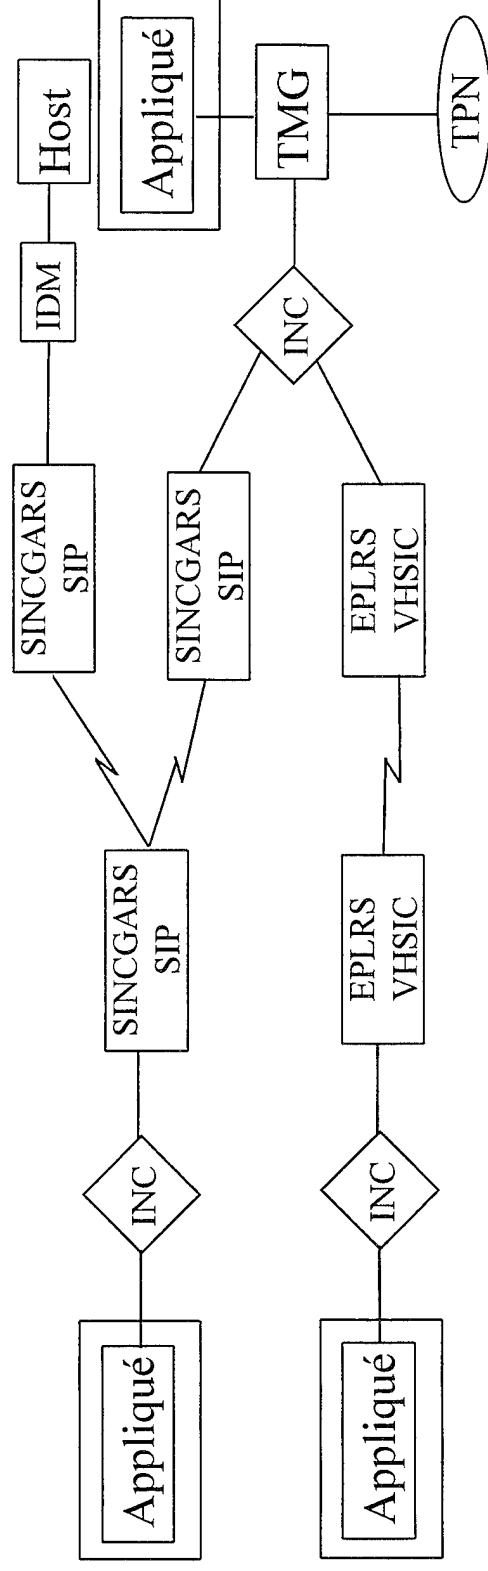 SINCGARS
SIP
IDM
Host
Appliqué
INC
SINCGARS
SIP
Appliqué
SINCGARS
SIP
INC
TMG
Appliqué
INC
EPLRS
VHSIC
EPLRS
VHSIC
TPN